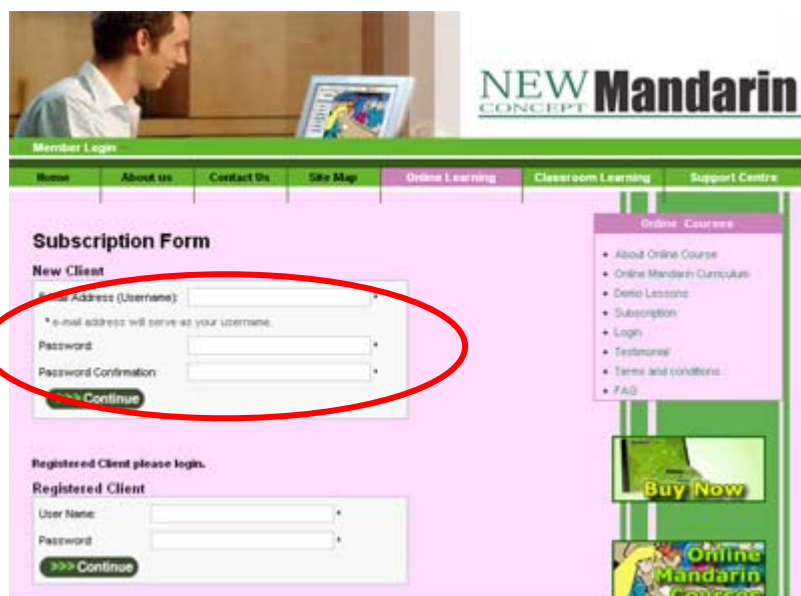 NEW Mandarin
CONCEPT
Member Login
Home About us Contact Us Site Map Online Learning Classroom Learning Support Centre
Subscription Form
New Client
E-mail Address (Username): *
* e-mail address will serve as your username.
Password *
Password Confirmation *
>>> Continue
Registered Client please login.
Registered Client
User Name: *
Password *
>>> Continue
Online Courses
• About Online Course
• Online Mandarin Curriculum
• Demo Lessons
• Subscription
• Login
• Testimonial
• Terms and conditions
• FAQ
Buy Now
Online
Mandarin
Courses